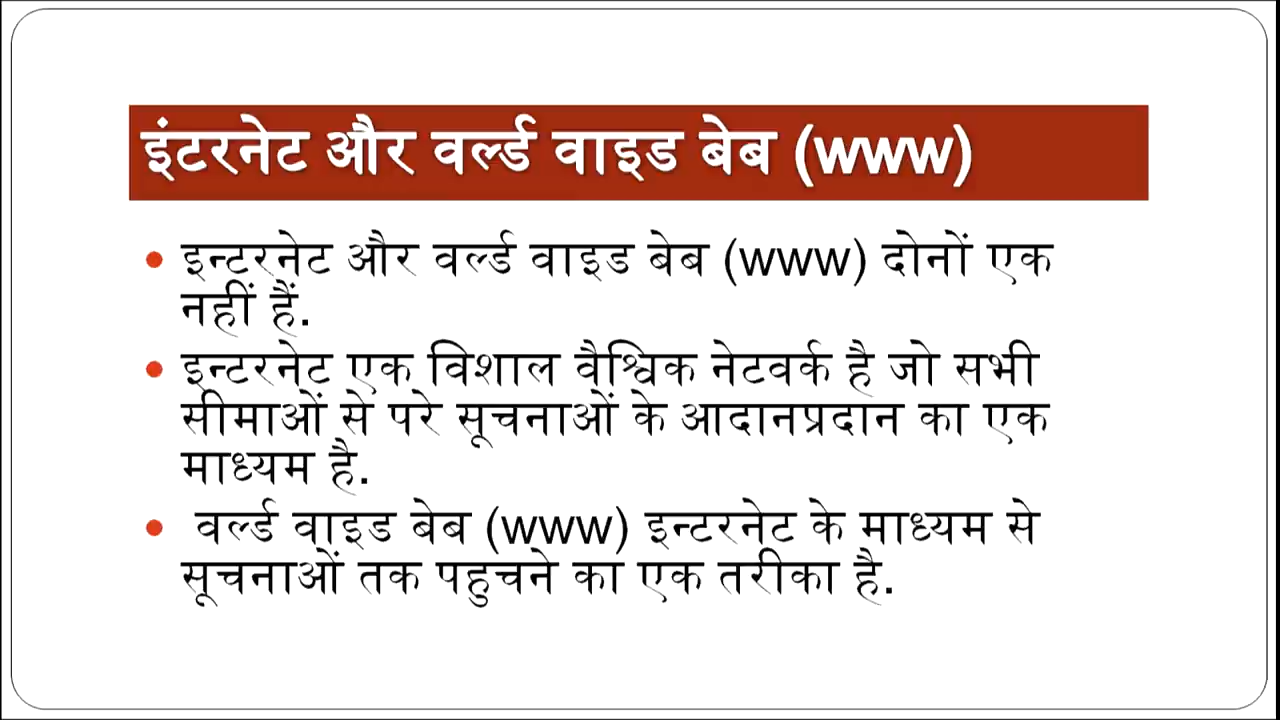 इंटरनेट और वर्ल्ड वाइड बेब (www)
• इन्टरनेट और वर्ल्ड वाइड बेब (www) दोनों एक
नहीं हैं.
• इन्टरनेट एक विशाल वैश्विक नेटवर्क है जो सभी
सीमाओं से परे सूचनाओं के आदानप्रदान का एक
माध्यम है.
• वर्ल्ड वाइड बेब (www) इन्टरनेट के माध्यम से
सूचनाओं तक पहुचने का एक तरीका है.